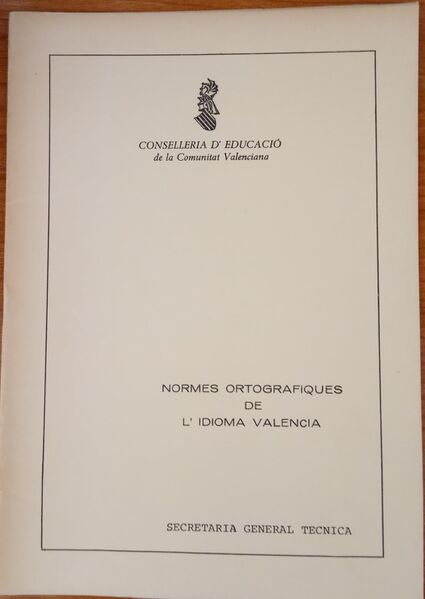 CONSELLERIA D' EDUCACIÓ
de la Comunitat Valenciana
NORMES ORTOGRAFIQUES
DE
L' IDIOMA VALENCIA
SECRETARIA GENERAL TECNICA